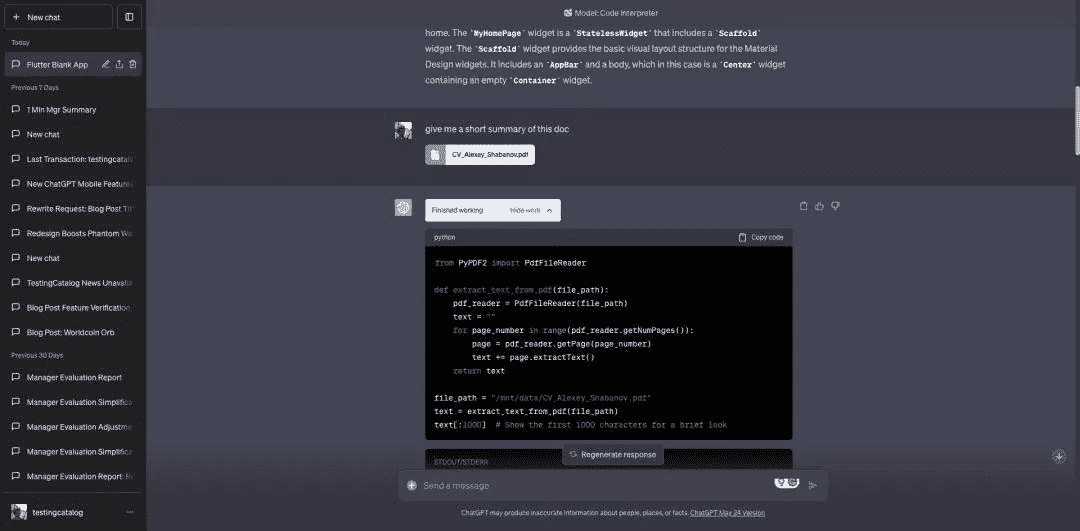 New chat
Today
Flutter Blank App
Previous 7 Days
1 Min Mgr Summary
New chat
Last Transaction: testingcatalo
New ChatGPT Mobile Features
Rewrite Request: Blog Post Titl
Redesign Boosts Phantom Wa
New chat
TestingCatalog News Unavaila
Blog Post Feature Verification
Blog Post: Worldcoin Orb
Previous 30 Days
Manager Evaluation Report
Manager Evaluation Simplifica
Manager Evaluation Adjustme
Manager Evaluation Simplifica
Manager Evaluation Report: Re
testingcatalog
Model: Code Interpreter
home. The `MyHomePage` widget is a `StatelessWidget` that includes a `Scaffold`
widget. The `Scaffold` widget provides the basic visual layout structure for the Material
Design widgets. It includes an `AppBar` and a body, which in this case is a `Center` widget
containing an empty `Container` widget.
give me a short summary of this doc
CV_Alexey_Shabanov.pdf
Finished working Hide work
python Copy code
from PyPDF2 import PdfFileReader
def extract_text_from_pdf(file_path):
pdf_reader = PdfFileReader(file_path)
text = ""
for page_number in range(pdf_reader.getNumPages()):
page = pdf_reader.getPage(page_number)
text += page.extractText()
return text
file_path = "/mnt/data/CV_Alexey_Shabanov.pdf"
text = extract_text_from_pdf(file_path)
text[:1000] # Show the first 1000 characters for a brief look
STDOUT/STDERR
Regenerate response
Send a message
ChatGPT may produce inaccurate information about people, places, or facts. ChatGPT May 24 Version